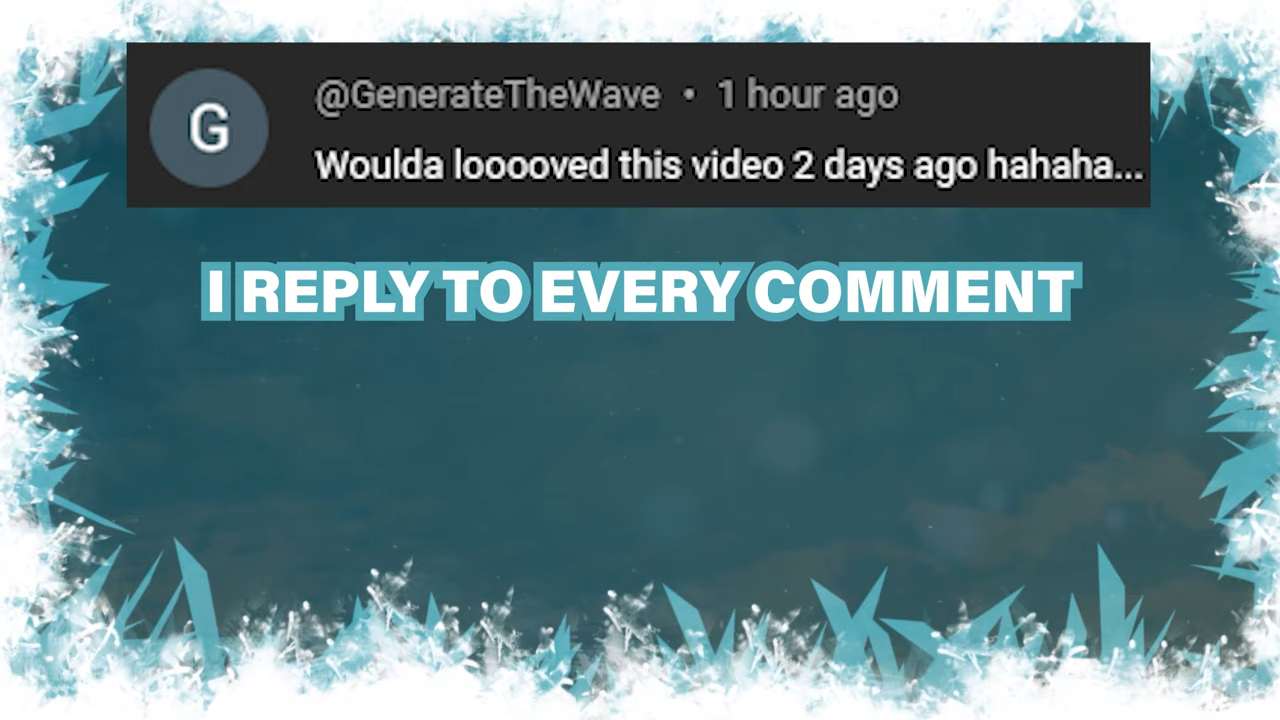 G
@GenerateTheWave • 1 hour ago
Woulda looooved this video 2 days ago hahaha...
I REPLY TO EVERY COMMENT